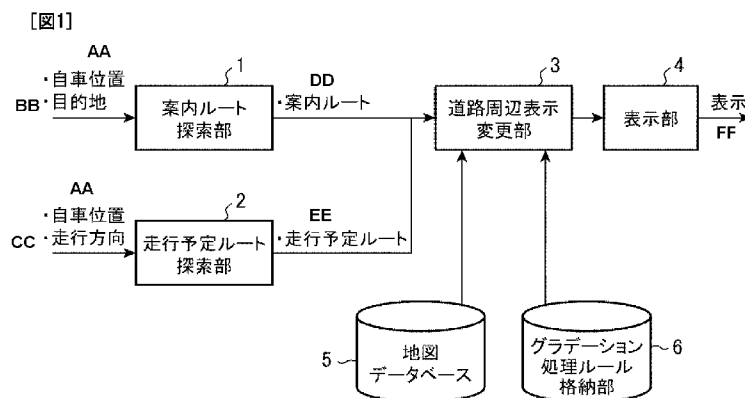 [図1]
AA
・自車位置
BB・目的地
1
案内ルート
探索部
DD
・案内ルート
3
道路周辺表示
変更部
4
表示部
表示
FF
AA
・自車位置
CC・走行方向
2
走行予定ルート
探索部
EE
・走行予定ルート
5
地図
データベース
グラデーション
処理ルール
格納部
6